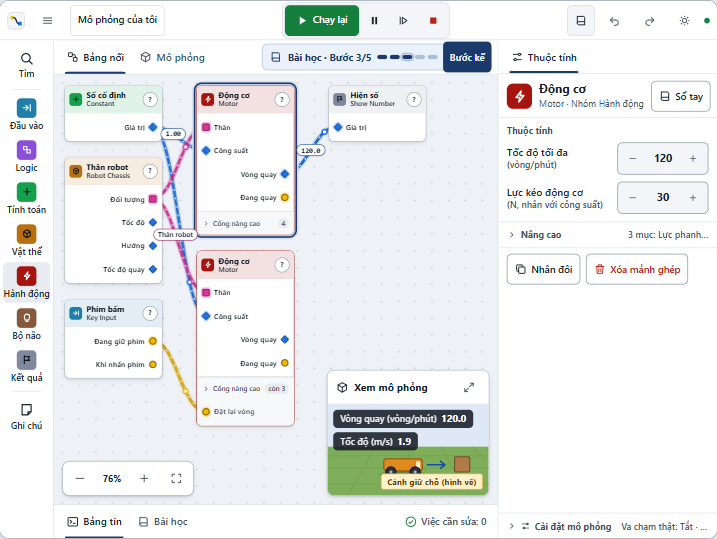 Mô phỏng của tôi
Chạy lại
Tìm
Đầu vào
Logic
Tính toán
Vật thể
Hành động
Bộ não
Kết quả
Ghi chú
Bảng nối
Mô phỏng
Bài học · Bước 3/5
Bước kế
Số cố định
Constant
?
Giá trị
1.00
Thân robot
Robot Chassis
?
Đối tượng
Tốc độ
Hướng
Tốc độ quay
Thân robot
Phím bấm
Key Input
?
Đang giữ phím
Khi nhấn phím
Động cơ
Motor
?
Thân
Công suất
Vòng quay
Đang quay
Cổng nâng cao
4
120.0
Động cơ
Motor
?
Thân
Công suất
Vòng quay
Đang quay
Cổng nâng cao
còn 3
Đặt lại vòng
Hiện số
Show Number
?
Giá trị
Xem mô phỏng
Vòng quay (vòng/phút) 120.0
Tốc độ (m/s) 1.9
Cảnh giữ chỗ (hình vẽ)
76%
Bảng tin
Bài học
Việc cần sửa: 0
Thuộc tính
Động cơ
Motor · Nhóm Hành động
Sổ tay
Thuộc tính
Tốc độ tối đa
(vòng/phút)
120
Lực kéo động cơ
(N, nhân với công suất)
30
Nâng cao
3 mục: Lực phanh...
Nhân đôi
Xóa mảnh ghép
Cài đặt mô phỏng
Va chạm thật: Tắt · ...